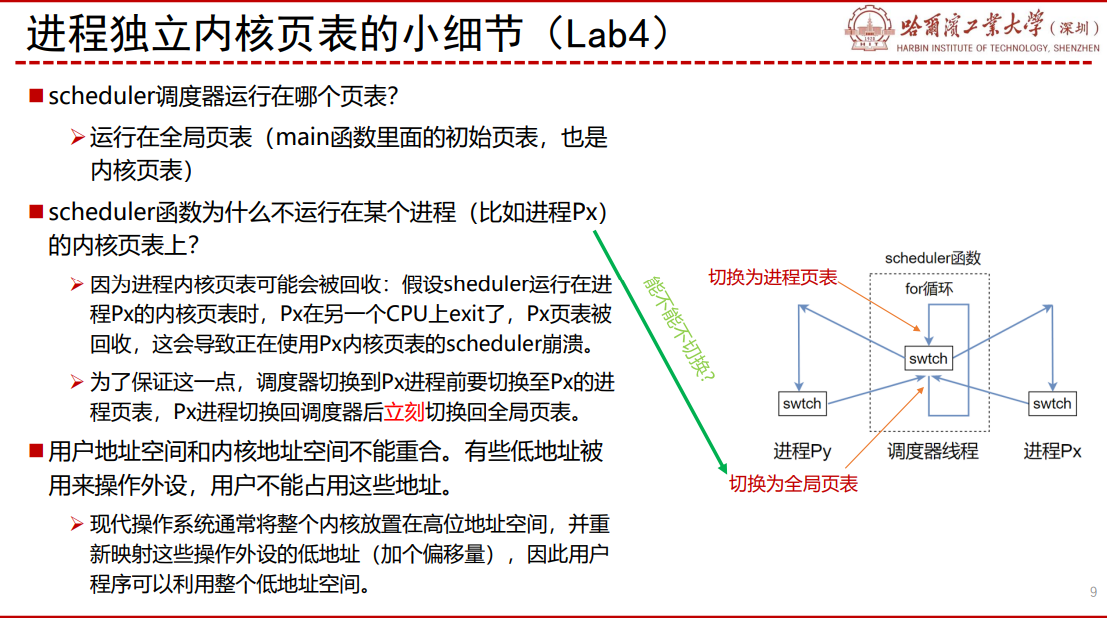 进程独立内核页表的小细节（Lab4）
哈尔滨工业大学（深圳）
HARBIN INSTITUTE OF TECHNOLOGY, SHENZHEN
scheduler调度器运行在哪个页表？
运行在全局页表（main函数里面的初始页表，也是
内核页表）
scheduler函数为什么不运行在某个进程（比如进程Px）
的内核页表上？
因为进程内核页表可能会被回收：假设sheduler运行在进
程Px的内核页表时，Px在另一个CPU上exit了，Px页表被
回收，这会导致正在使用Px内核页表的scheduler崩溃。
为了保证这一点，调度器切换到Px进程前要切换至Px的进
程页表，Px进程切换回调度器后立刻切换回全局页表。
用户地址空间和内核地址空间不能重合。有些低地址被
用来操作外设，用户不能占用这些地址。
现代操作系统通常将整个内核放置在高位地址空间，并重
新映射这些操作外设的低地址（加个偏移量），因此用户
程序可以利用整个低地址空间。
能不能不切换？
scheduler函数
切换为进程页表
for循环
swtch
swtch
swtch
进程Py
调度器线程
进程Px
切换为全局页表
9